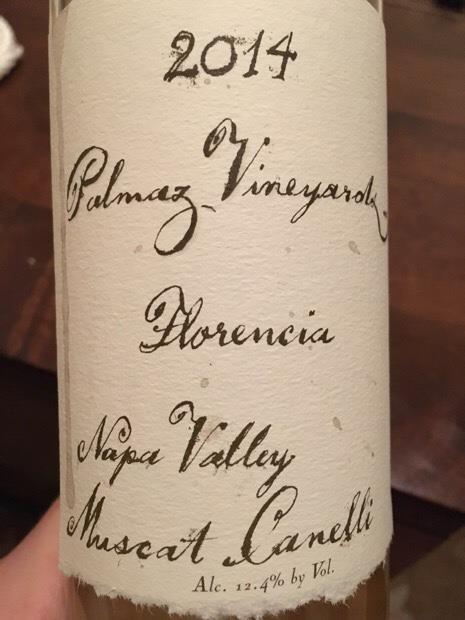 2014
Palmaz Vineyards
Florencia
Napa Valley
Muscat Canelli
Alc. 12.4% by Vol.